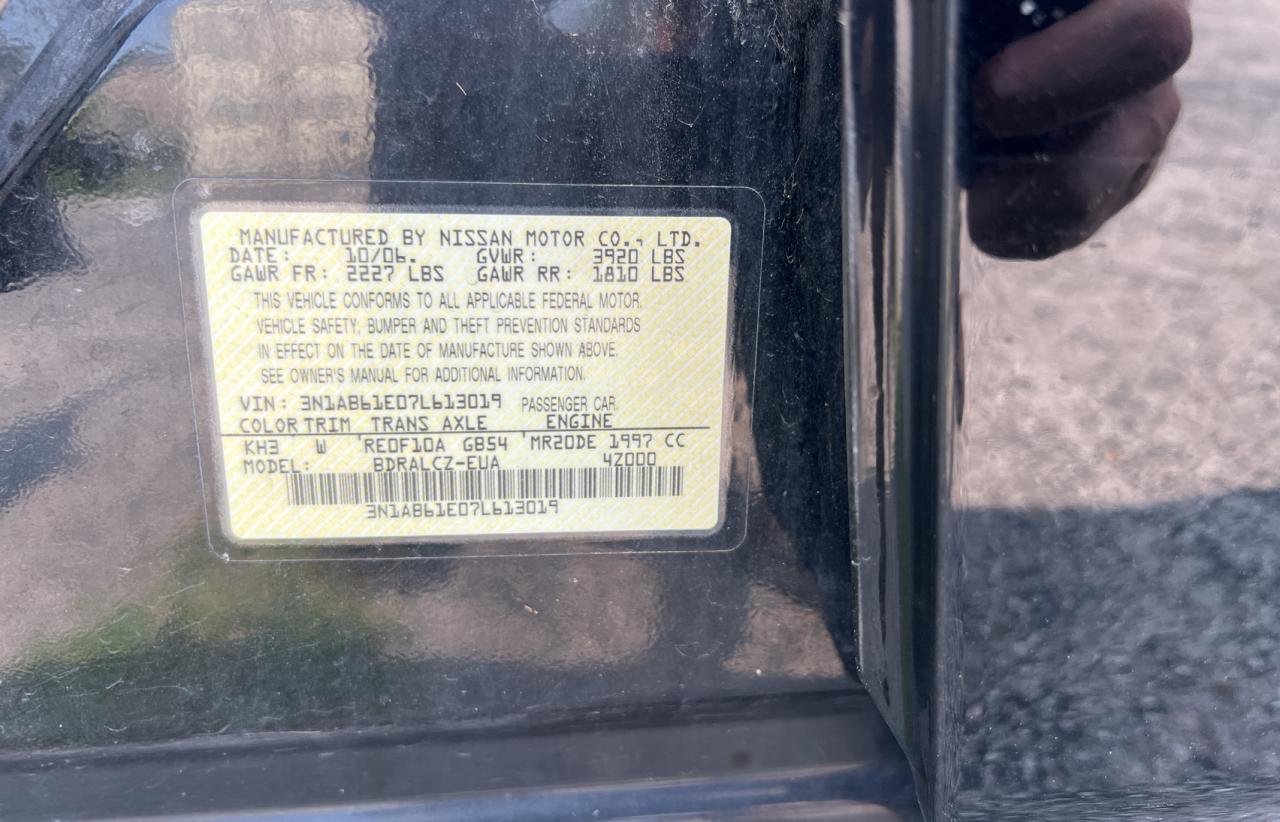 MANUFACTURED BY NISSAN MOTOR CO., LTD.
DATE: 10/06. GVWR: 3920 LBS
GAWR FR: 2227 LBS GAWR RR: 1810 LBS
THIS VEHICLE CONFORMS TO ALL APPLICABLE FEDERAL MOTOR
VEHICLE SAFETY, BUMPER AND THEFT PREVENTION STANDARDS
IN EFFECT ON THE DATE OF MANUFACTURE SHOWN ABOVE.
SEE OWNER'S MANUAL FOR ADDITIONAL INFORMATION.
VIN: 3N1AB61E07L613019 PASSENGER CAR
COLOR TRIM TRANS AXLE ENGINE
KH3 W RE0F10A GB54 MR20DE 1997 CC
MODEL: BDRALCZ-EUA 4Z000
3N1AB61E07L613019